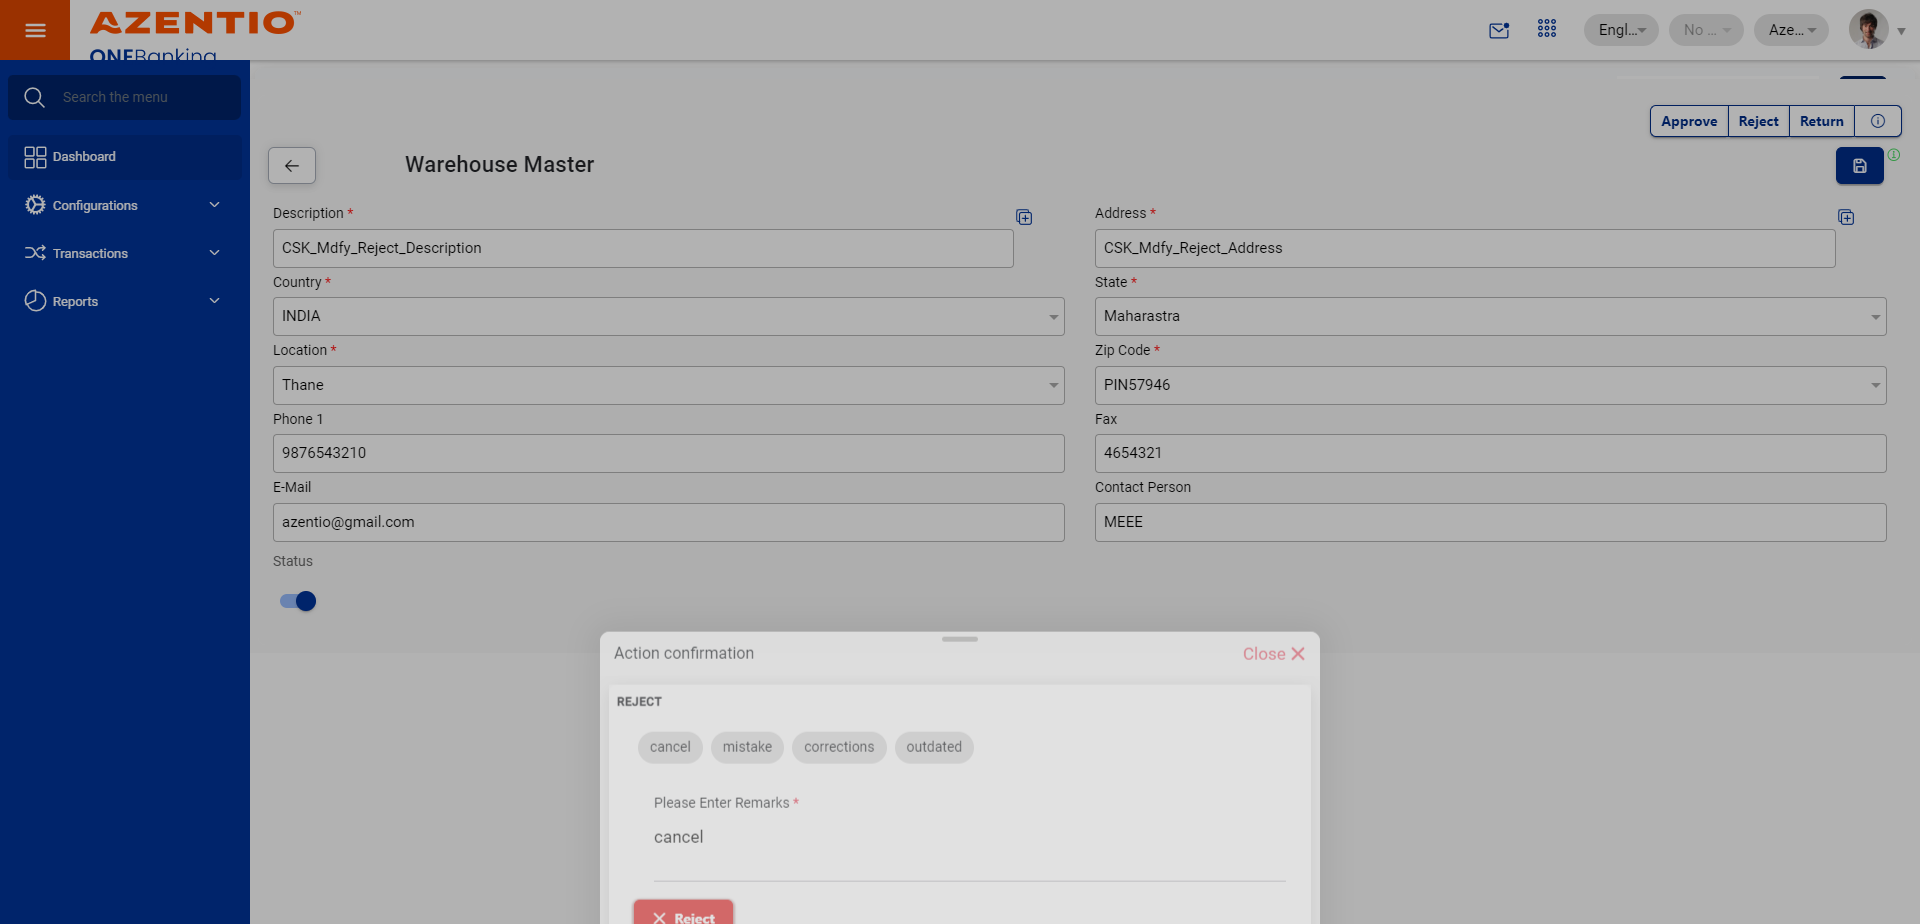 AZENTIO™
ONEBanking
Engl...
No ...
Aze...
Search the menu
Dashboard
Configurations
Transactions
Reports
Approve Reject Return
Warehouse Master
Description *
CSK_Mdfy_Reject_Description
Address *
CSK_Mdfy_Reject_Address
Country *
INDIA
State *
Maharastra
Location *
Thane
Zip Code *
PIN57946
Phone 1
9876543210
Fax
4654321
E-Mail
azentio@gmail.com
Contact Person
MEEE
Status
Action confirmation
Close
REJECT
cancel mistake corrections outdated
Please Enter Remarks *
cancel
Reject